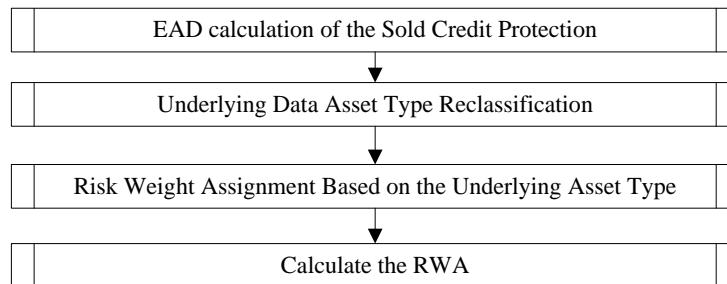 EAD calculation of the Sold Credit Protection
Underlying Data Asset Type Reclassification
Risk Weight Assignment Based on the Underlying Asset Type
Calculate the RWA